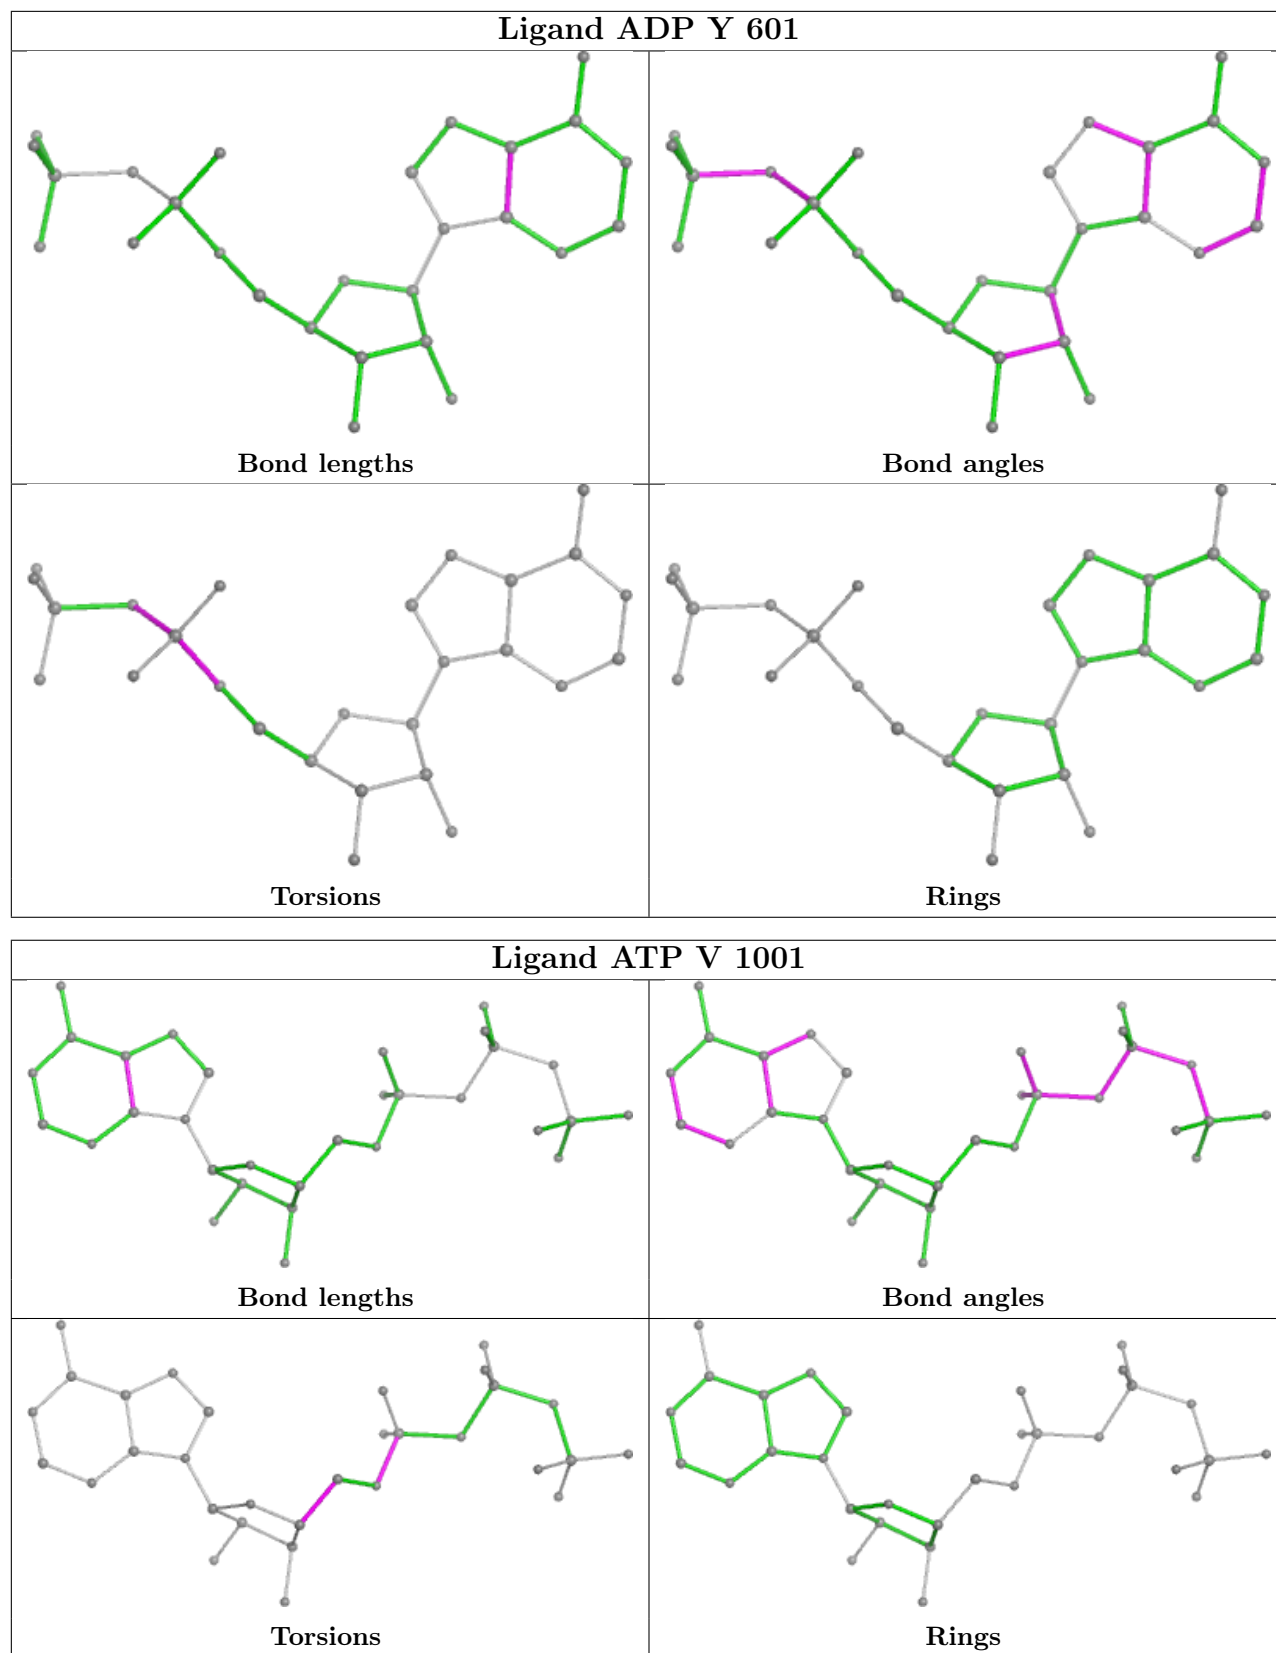 Ligand ADP Y 601
Bond lengths
Bond angles
Torsions
Rings
Ligand ATP V 1001
Bond lengths
Bond angles
Torsions
Rings